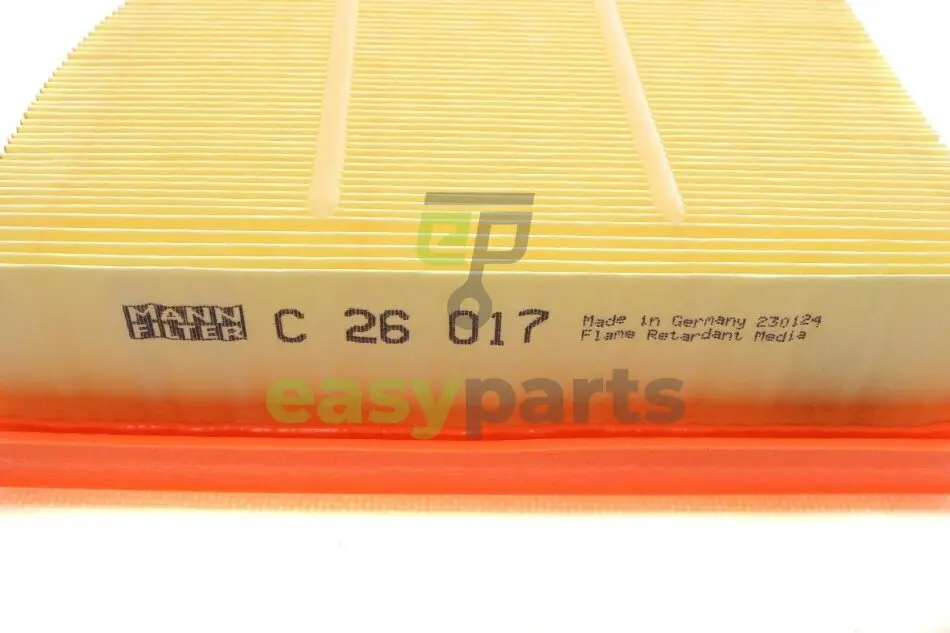 ep
MANN
FILTER
C 26 017
Made in Germany 230124
Flame Retardant Media
easyparts